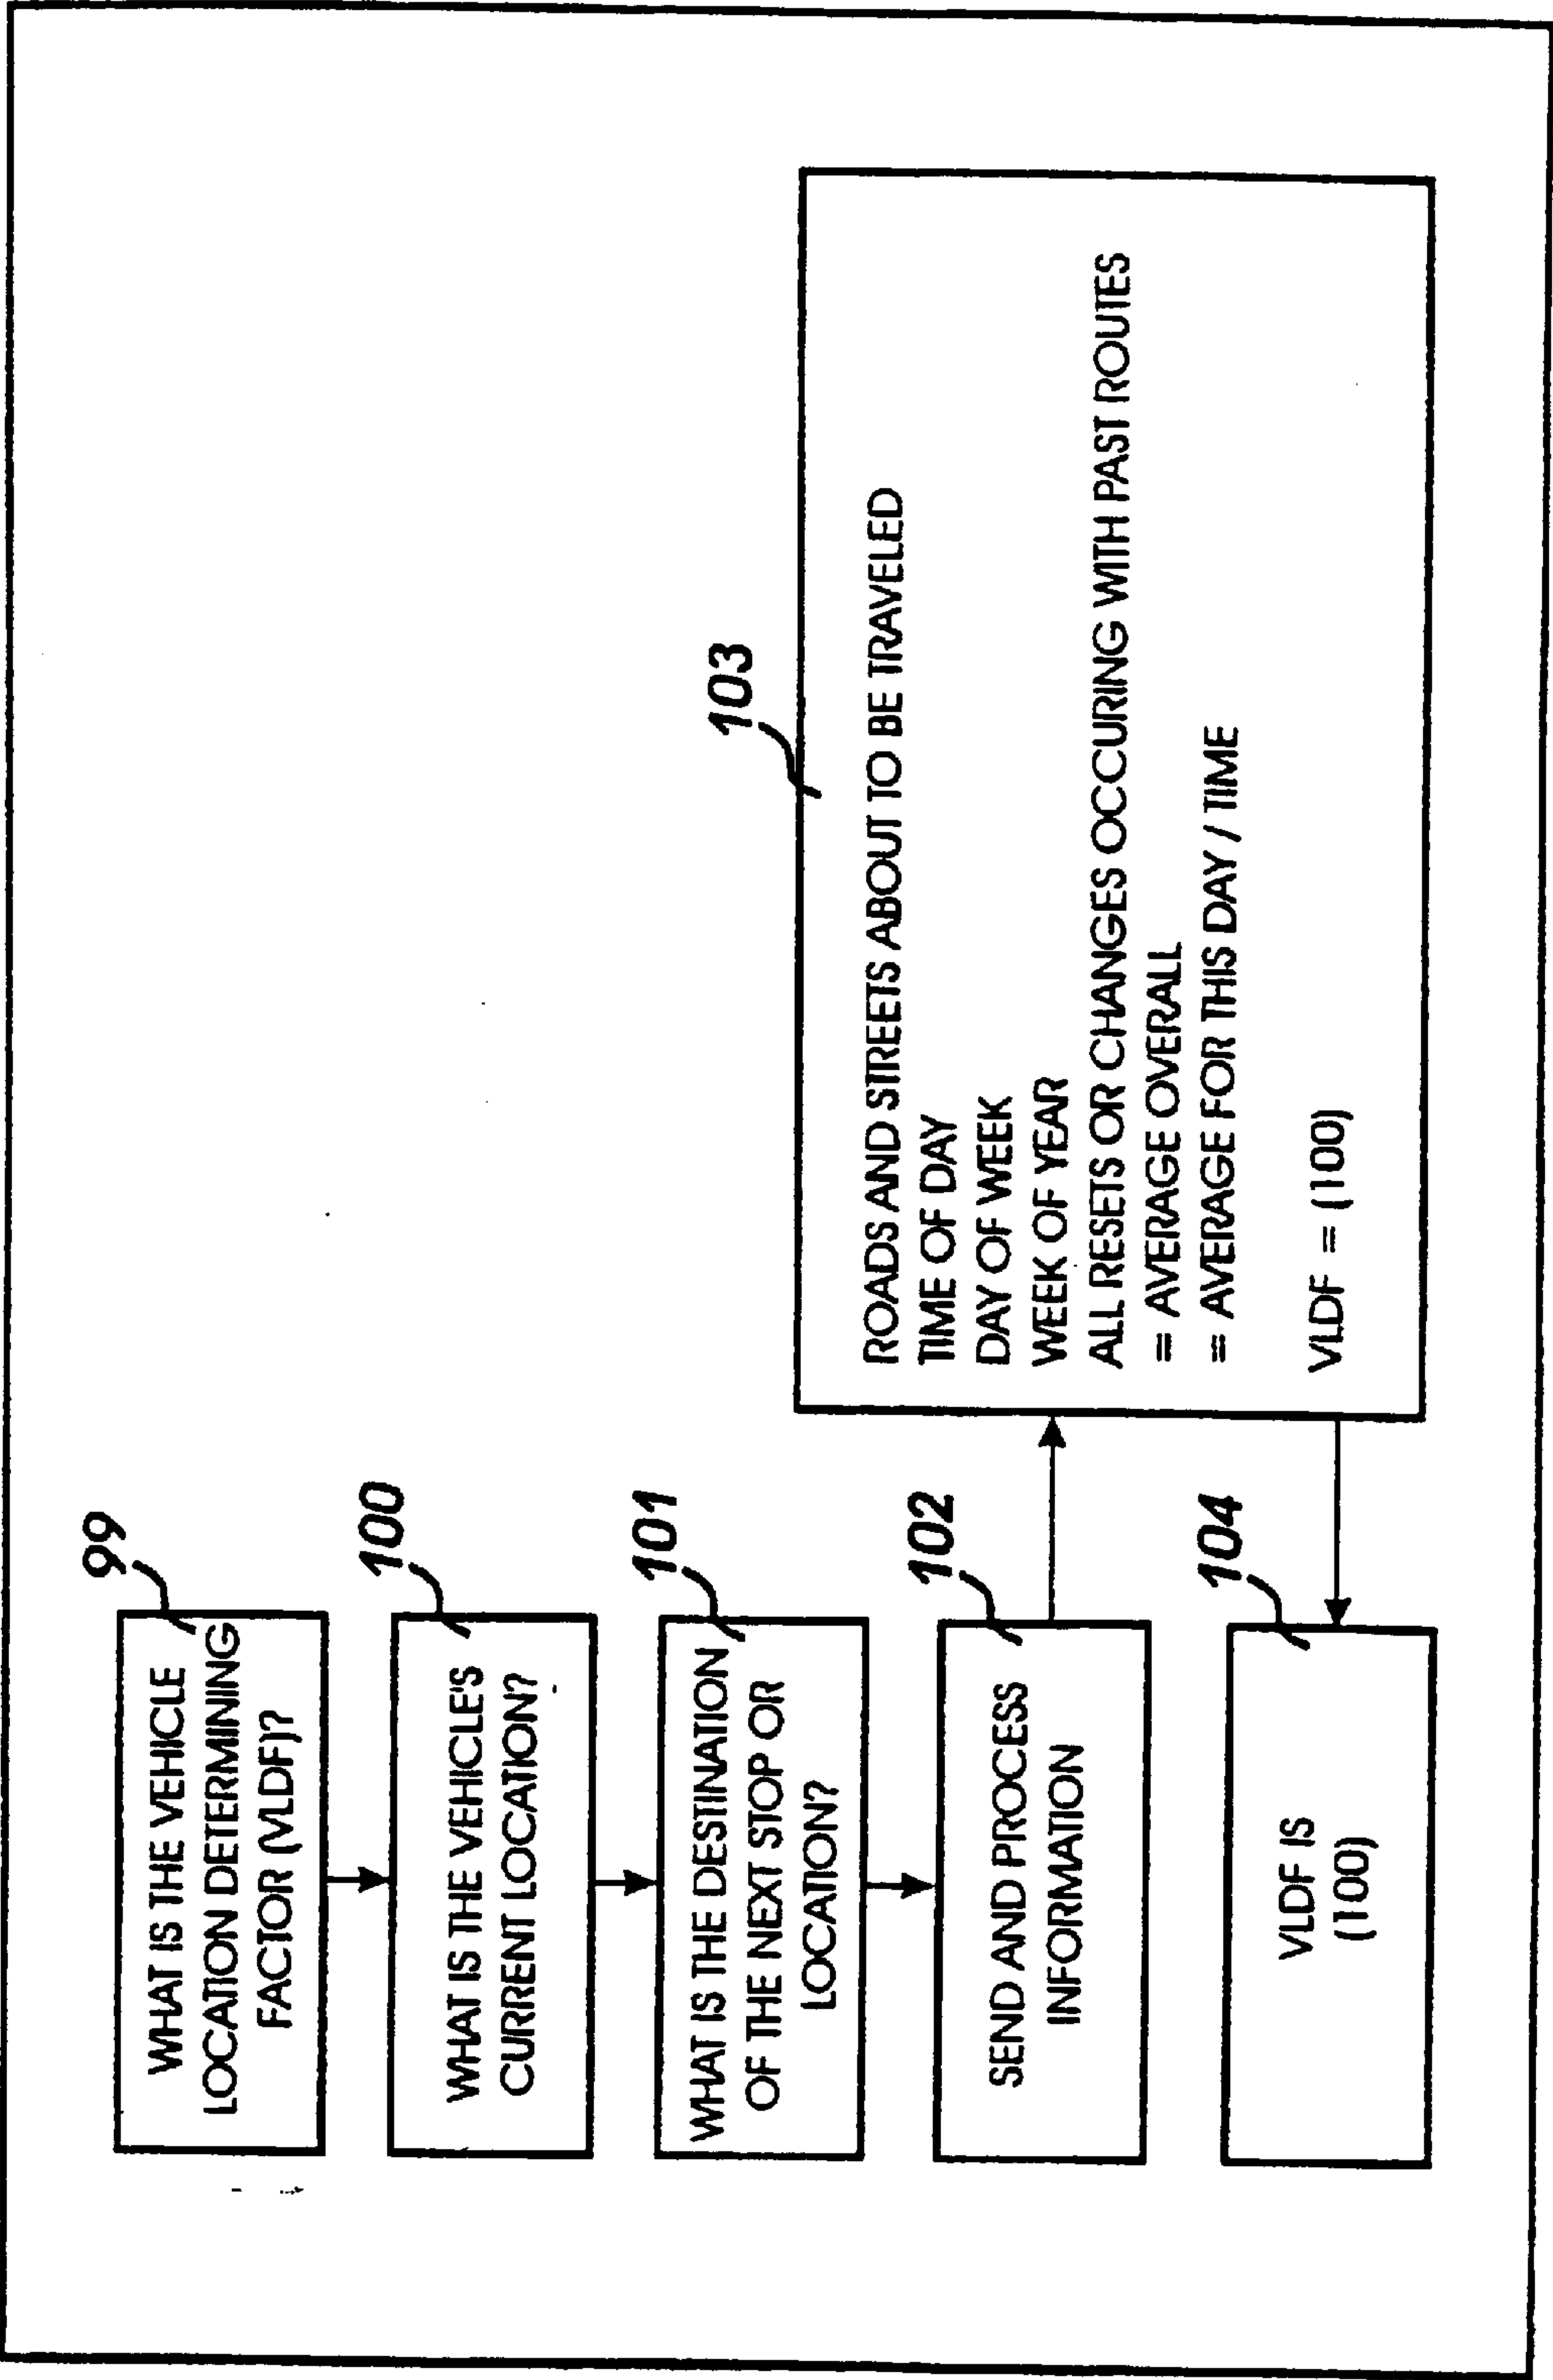 99
WHAT IS THE VEHICLE
LOCATION DETERMINING
FACTOR (VLDF)?
100
WHAT IS THE VEHICLE'S
CURRENT LOCATION?
101
WHAT IS THE DESTINATION
OF THE NEXT STOP OR
LOCATION?
102
SEND AND PROCESS
INFORMATION
103
ROADS AND STREETS ABOUT TO BE TRAVELED
TIME OF DAY
DAY OF WEEK
WEEK OF YEAR
ALL RESETS OR CHANGES OCCURING WITH PAST ROUTES
= AVERAGE OVERALL
= AVERAGE FOR THIS DAY / TIME
VLDF = (100)
104
VLDF IS
(100)